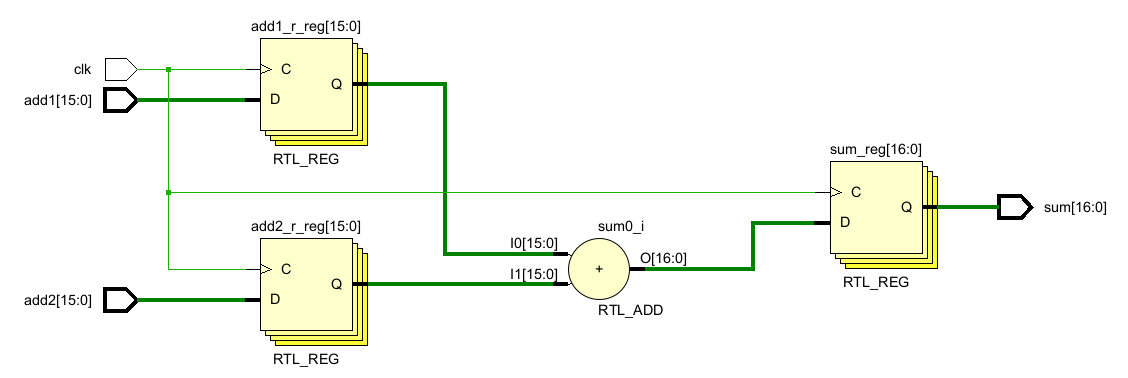 add1_r_reg[15:0]
clk
C
Q
add1[15:0]
D
RTL_REG
sum_reg[16:0]
C
Q
sum[16:0]
D
RTL_REG
add2_r_reg[15:0]
sum0_i
I0[15:0]
O[16:0]
C
+
I1[15:0]
Q
add2[15:0]
D
RTL_ADD
RTL_REG